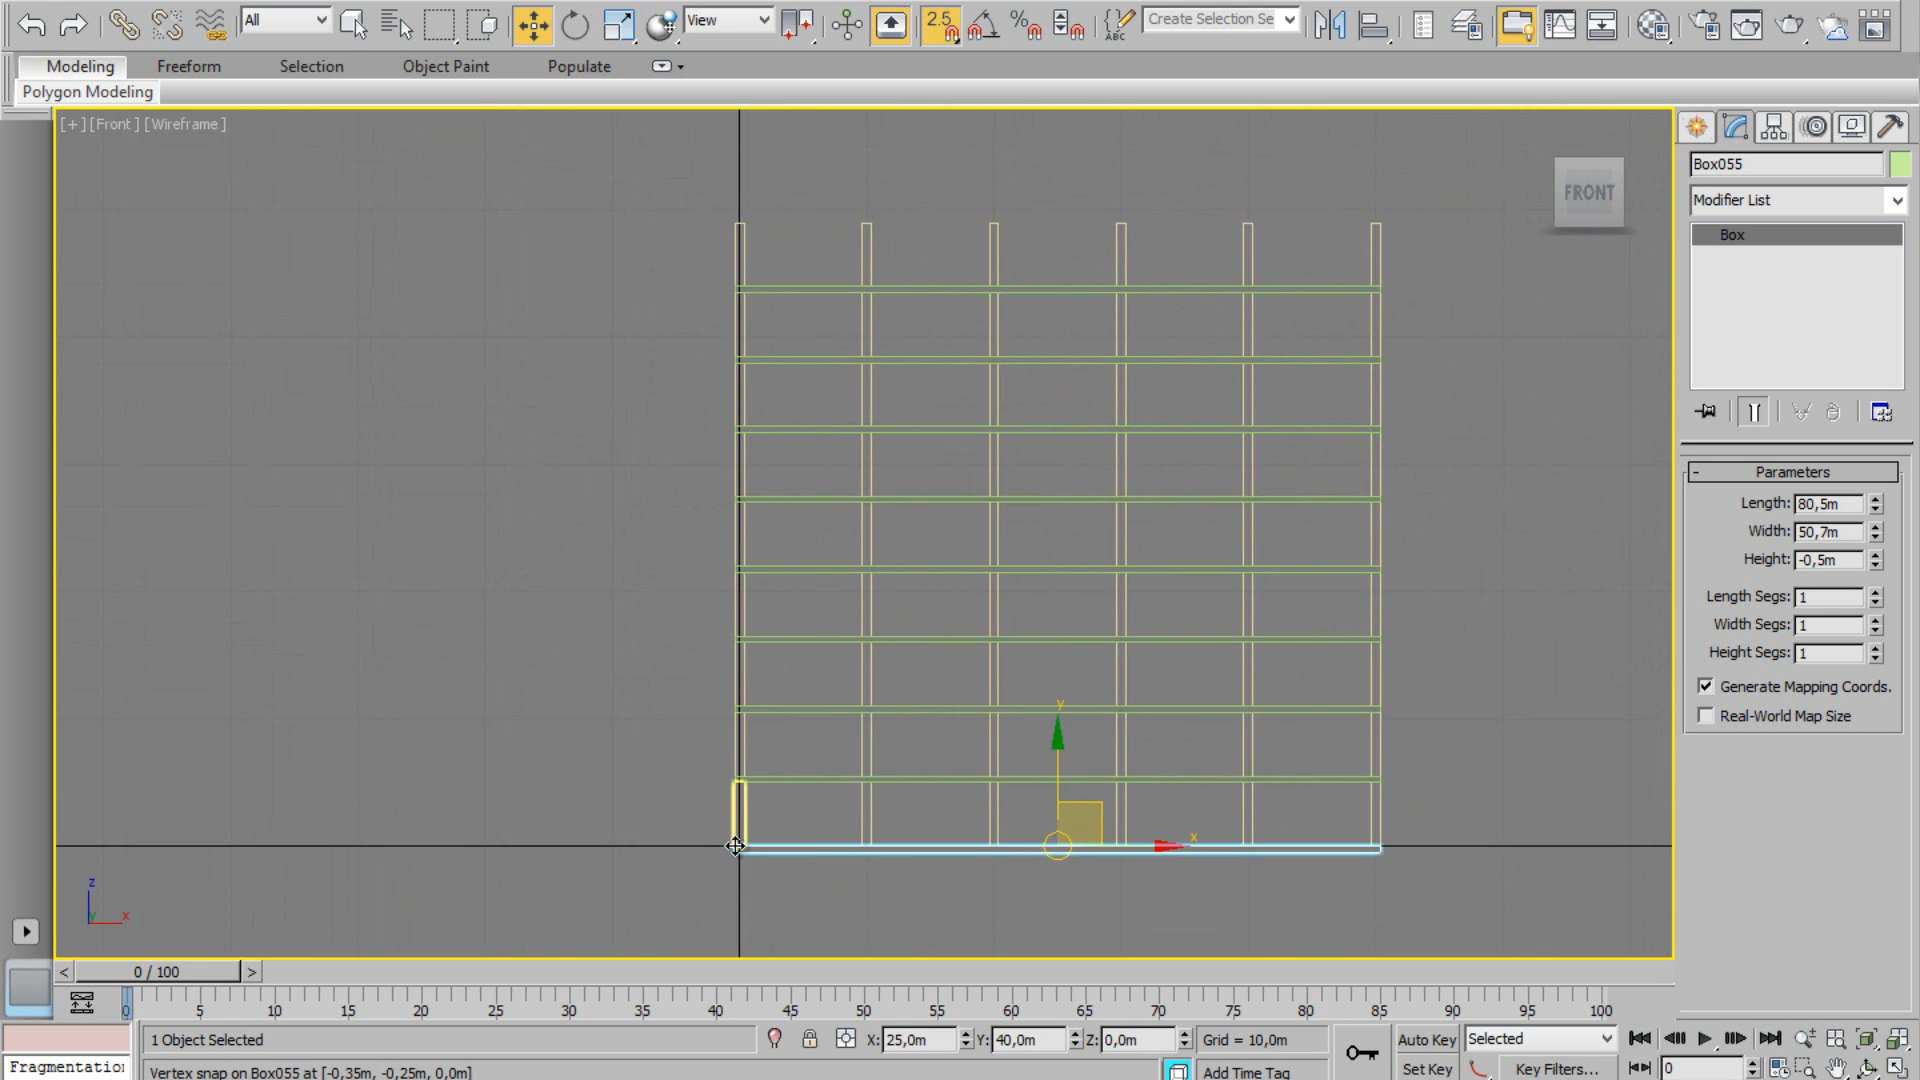 All
View
2.5
%
ABC
Create Selection Se
Modeling
Freeform
Selection
Object Paint
Populate
Polygon Modeling
[+] [Front] [Wireframe]
FRONT
Box055
Modifier List
Box
Parameters
Length: 80,5m
Width: 50,7m
Height: -0,5m
Length Segs: 1
Width Segs: 1
Height Segs: 1
Generate Mapping Coords.
Real-World Map Size
y
x
z
y
x
< 0 / 100 >
0 5 10 15 20 25 30 35 40 45 50 55 60 65 70 75 80 85 90 95 100
1 Object Selected
X: 25,0m Y: 40,0m Z: 0,0m
Grid = 10,0m
Auto Key
Selected
Fragmentation
Vertex snap on Box055 at [-0,35m, -0,25m, 0,0m]
Add Time Tag
Set Key
Key Filters...
0